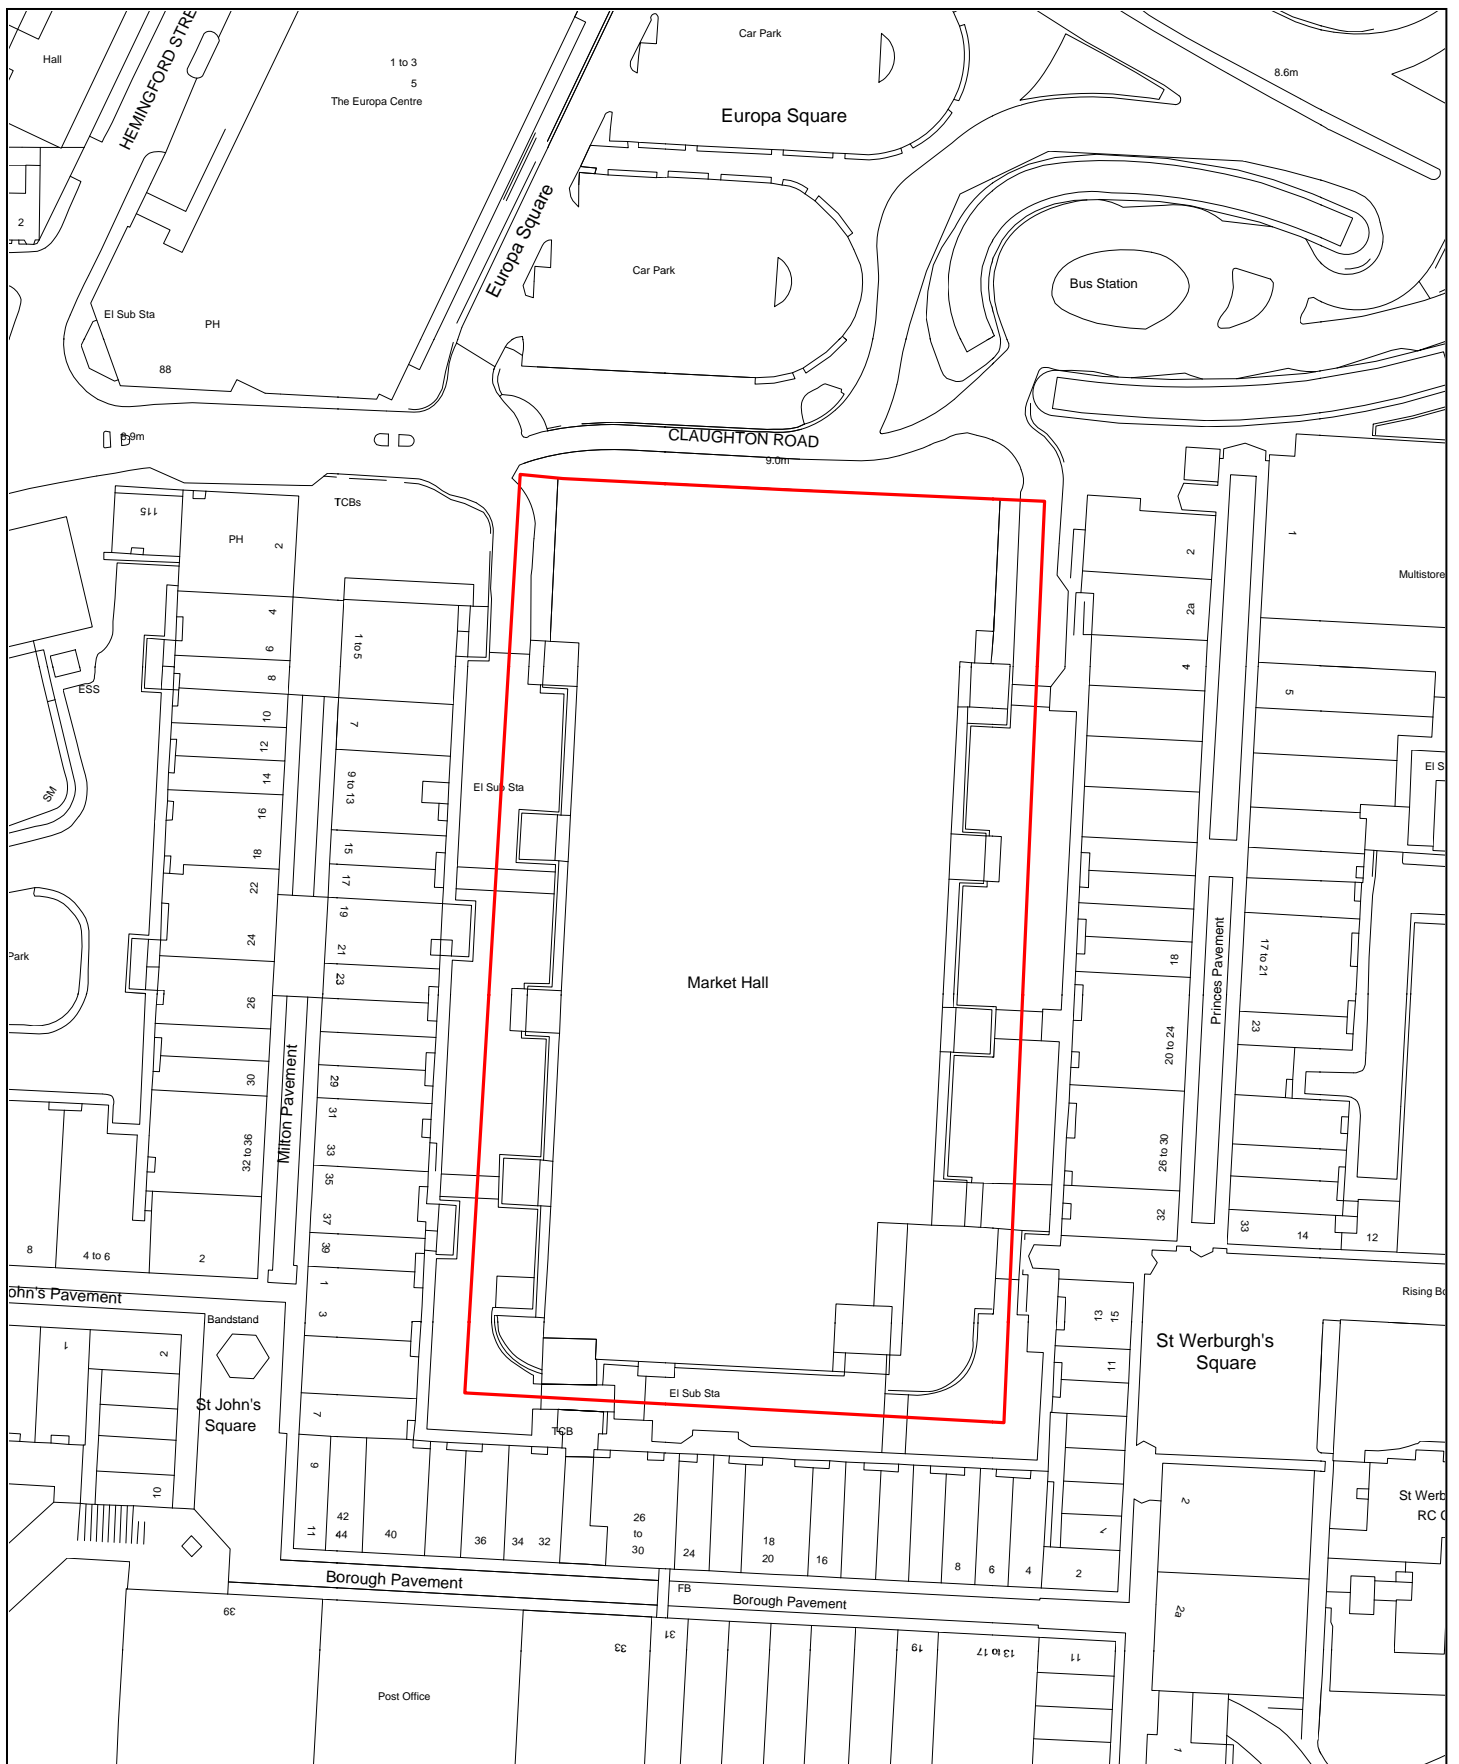 Hall
HEMINGFORD STRE
1 to 3
5
The Europa Centre
Car Park
Europa Square
8.6m
2
Europa Square
Car Park
Bus Station
El Sub Sta
PH
88
CLAUGHTON ROAD
9.0m
TCBs
115
PH
2
4
6
8
10
12
14
16
18
22
24
26
30
32 to 36
ESS
SM
Park
1 to 5
7
9 to 13
15
17
19
21
23
29
31
33
35
37
39
1
3
7
9
11
Milton Pavement
El Sub Sta
Market Hall
El Sub Sta
TCB
2
2a
4
18
20 to 24
26 to 30
32
Princes Pavement
1
Multistore
5
El S
17 to 21
23
33
14
12
Rising Bo
8
4 to 6
2
ohn's Pavement
Bandstand
1
2
10
St John's
Square
13
15
11
7
St Werburgh's
Square
42
44
40
36
34
32
26
to
30
24
18
20
16
8
6
4
2
2
2a
St Werb
RC C
Borough Pavement
FB
Borough Pavement
39
33
31
19
13 to 17
11
1
Post Office